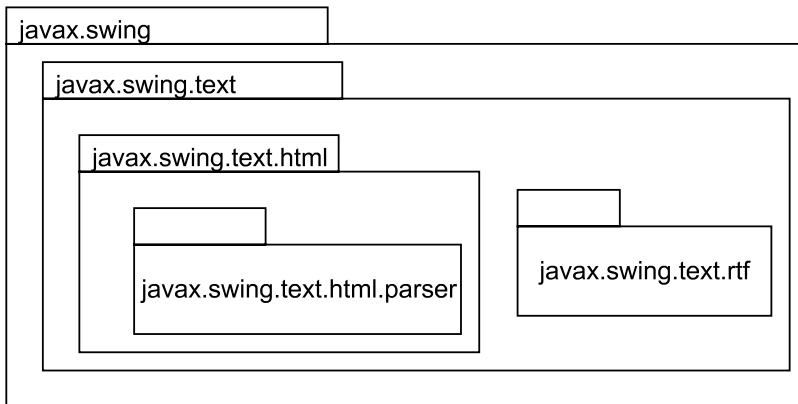 javax.swing
javax.swing.text
javax.swing.text.html
javax.swing.text.html.parser
javax.swing.text.rtf